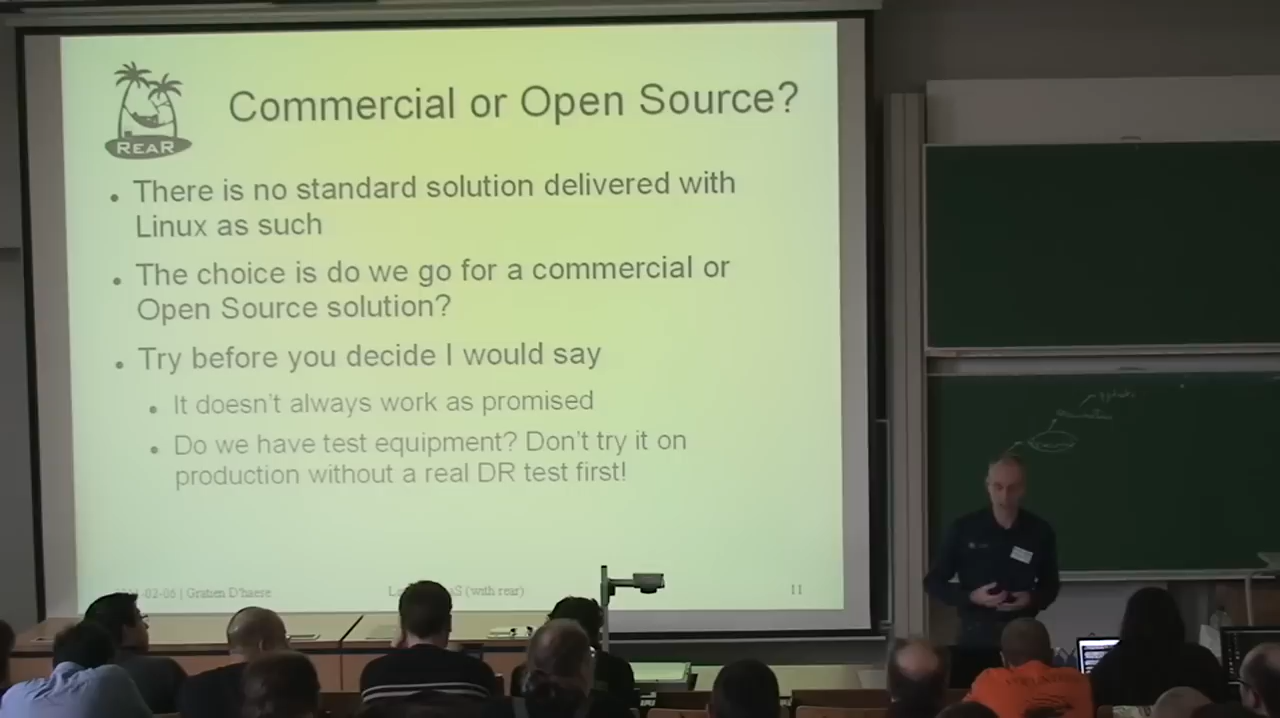 REAR
Commercial or Open Source?
• There is no standard solution delivered with
Linux as such
• The choice is do we go for a commercial or
Open Source solution?
• Try before you decide I would say
• It doesn't always work as promised
• Do we have test equipment? Don't try it on
production without a real DR test first!
-02-06 | Gratien D'haese
(with rear)
11